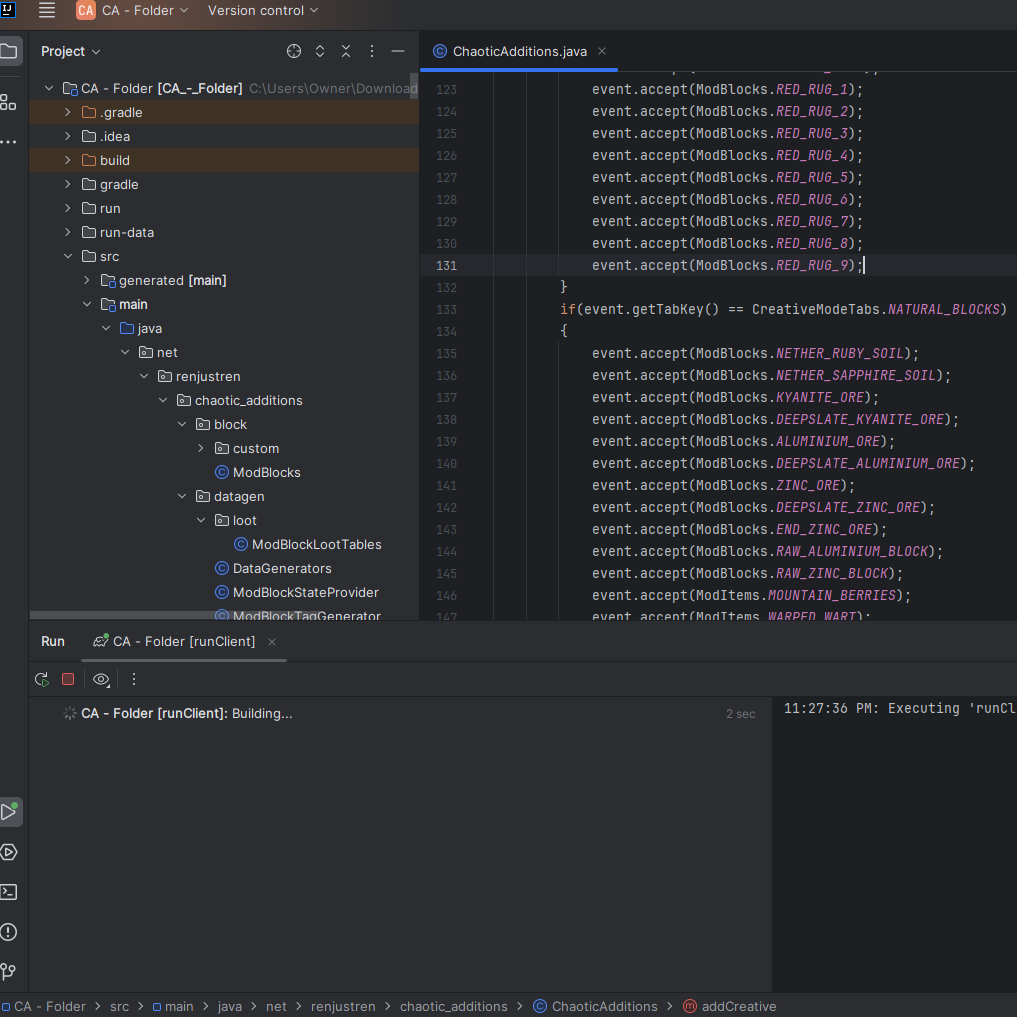 IJ
CA CA - Folder Version control
Project
ChaoticAdditions.java
CA - Folder [CA_-_Folder] C:\Users\Owner\Download
.gradle
.idea
build
gradle
run
run-data
src
generated [main]
main
java
net
renjustren
chaotic_additions
block
custom
ModBlocks
datagen
loot
ModBlockLootTables
DataGenerators
ModBlockStateProvider
ModBlockTagGenerator
123 event.accept(ModBlocks.RED_RUG_1);
124 event.accept(ModBlocks.RED_RUG_2);
125 event.accept(ModBlocks.RED_RUG_3);
126 event.accept(ModBlocks.RED_RUG_4);
127 event.accept(ModBlocks.RED_RUG_5);
128 event.accept(ModBlocks.RED_RUG_6);
129 event.accept(ModBlocks.RED_RUG_7);
130 event.accept(ModBlocks.RED_RUG_8);
131 event.accept(ModBlocks.RED_RUG_9);
132 }
133 if(event.getTabKey() == CreativeModeTabs.NATURAL_BLOCKS)
134 {
135 event.accept(ModBlocks.NETHER_RUBY_SOIL);
136 event.accept(ModBlocks.NETHER_SAPPHIRE_SOIL);
137 event.accept(ModBlocks.KYANITE_ORE);
138 event.accept(ModBlocks.DEEPSLATE_KYANITE_ORE);
139 event.accept(ModBlocks.ALUMINIUM_ORE);
140 event.accept(ModBlocks.DEEPSLATE_ALUMINIUM_ORE);
141 event.accept(ModBlocks.ZINC_ORE);
142 event.accept(ModBlocks.DEEPSLATE_ZINC_ORE);
143 event.accept(ModBlocks.END_ZINC_ORE);
144 event.accept(ModBlocks.RAW_ALUMINIUM_BLOCK);
145 event.accept(ModBlocks.RAW_ZINC_BLOCK);
146 event.accept(ModItems.MOUNTAIN_BERRIES);
147 event.accept(ModItems.WARPED_WART);
Run CA - Folder [runClient]
CA - Folder [runClient]: Building... 2 sec
11:27:36 PM: Executing 'runCl
CA - Folder > src > main > java > net > renjustren > chaotic_additions > ChaoticAdditions > addCreative